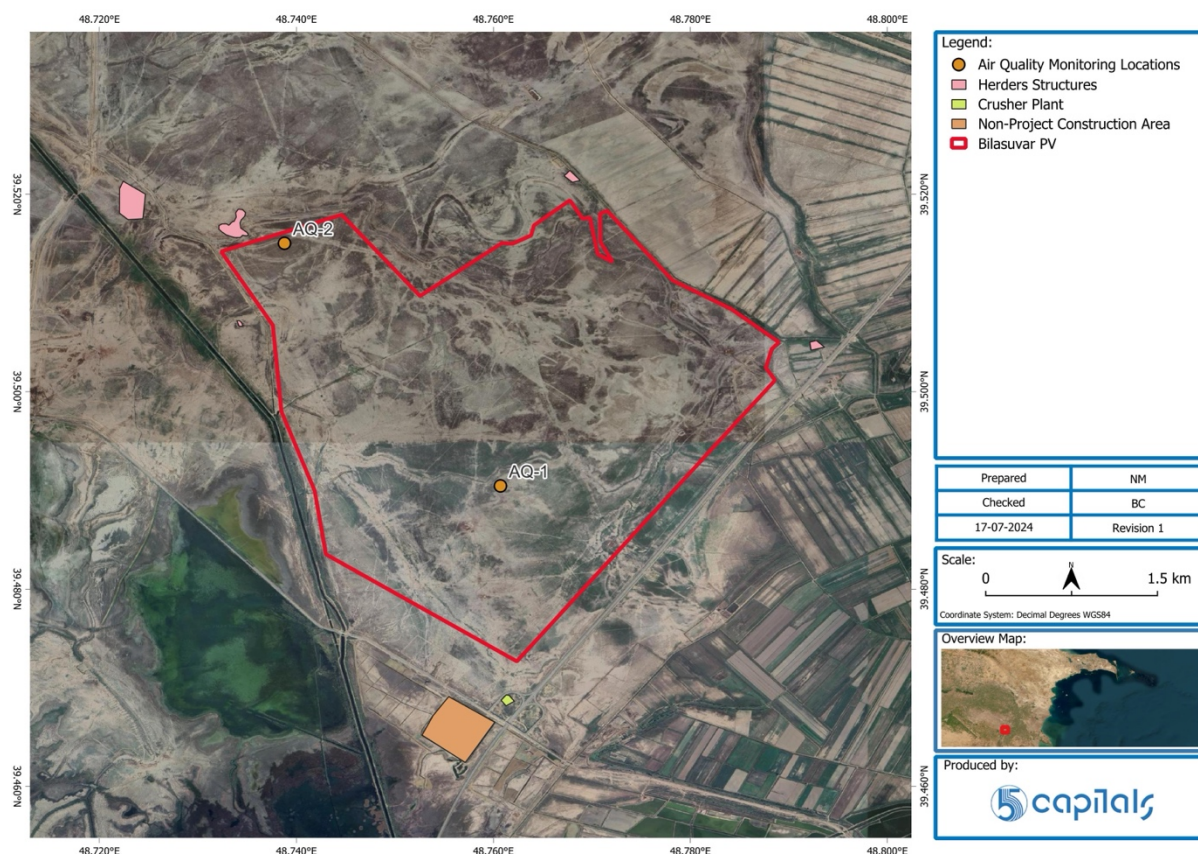 48.720°E
48.740°E
48.760°E
48.780°E
48.800°E
39.520°N
39.500°N
39.480°N
39.460°N
39.520°N
39.500°N
39.480°N
39.460°N
AQ-2
AQ-1
48.720°E
48.740°E
48.760°E
48.780°E
48.800°E
Legend:
Air Quality Monitoring Locations
Herders Structures
Crusher Plant
Non-Project Construction Area
Bilasuvar PV
Prepared NM
Checked BC
17-07-2024 Revision 1
Scale:
N
0 1.5 km
Coordinate System: Decimal Degrees WGS84
Overview Map:
Produced by:
5 capitals